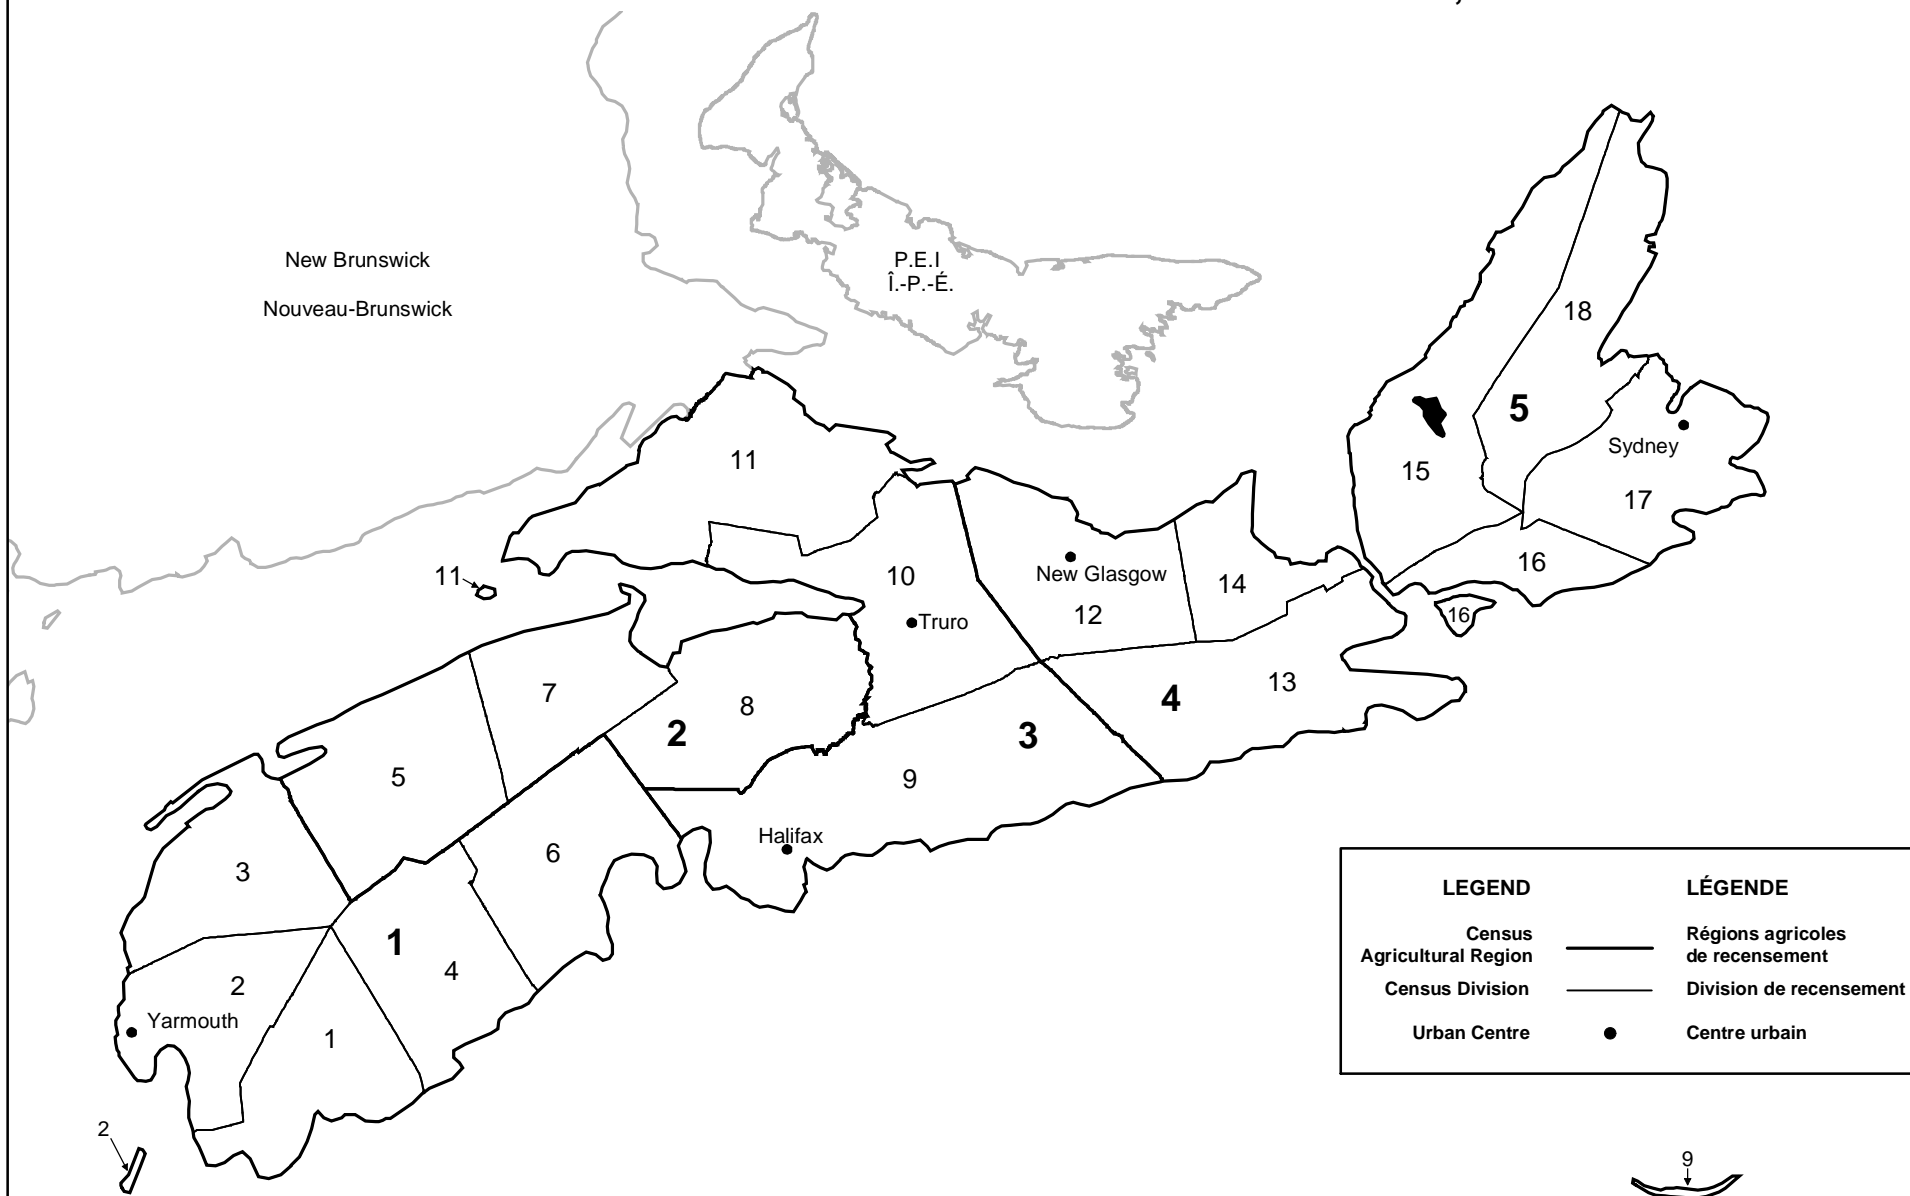 New Brunswick
Nouveau-Brunswick
P.E.I
Î.-P.-É.
18
5
Sydney
15
17
16
16
11
11
10
Truro
New Glasgow
12
14
13
4
7
8
2
3
5
9
Halifax
6
3
1
4
2
Yarmouth
1
2
9
LEGEND
LÉGENDE
Census
Agricultural Region
Régions agricoles
de recensement
Census Division
Division de recensement
Urban Centre
Centre urbain